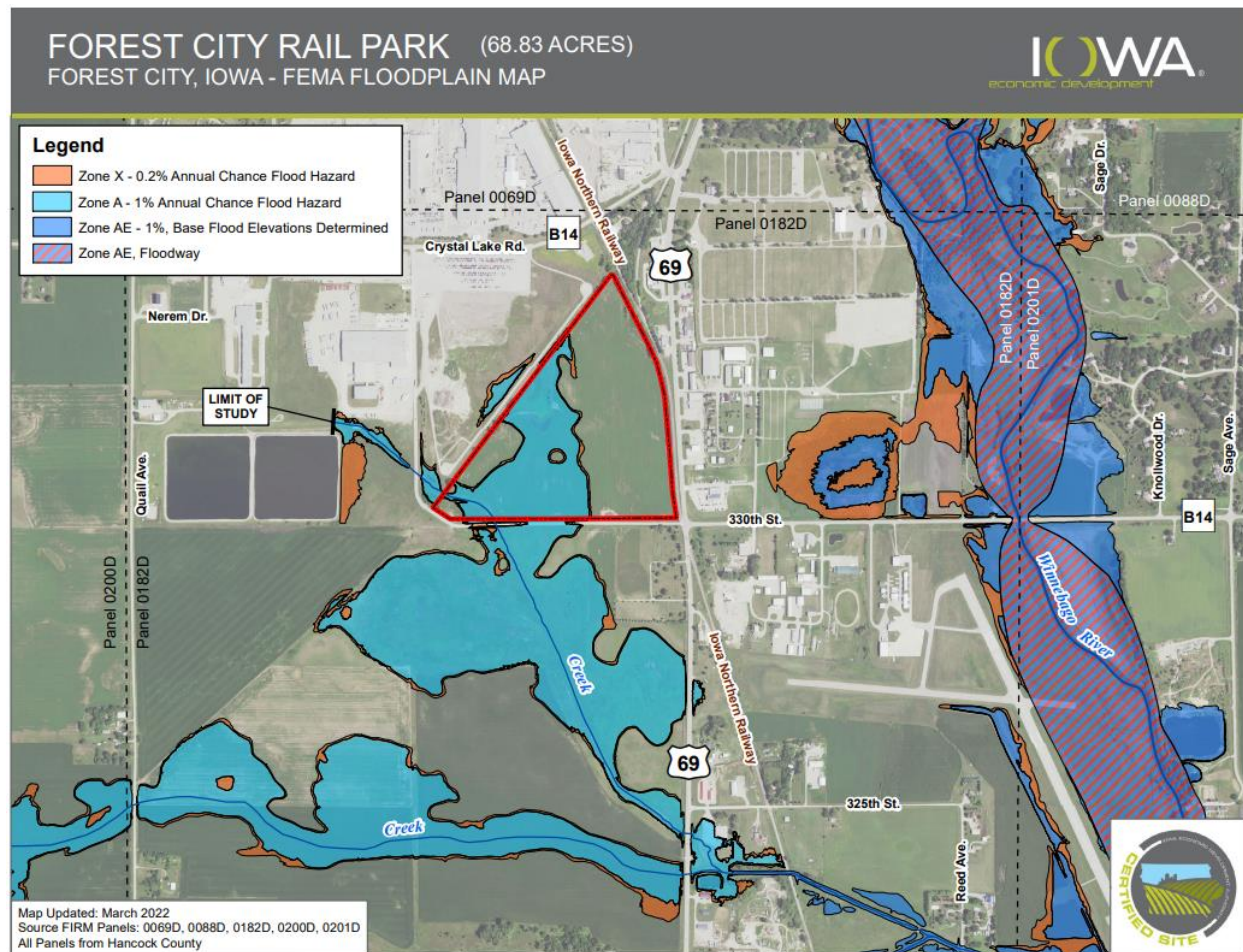 FOREST CITY RAIL PARK (68.83 ACRES)
FOREST CITY, IOWA - FEMA FLOODPLAIN MAP
IOWA
economic development
Legend
Zone X - 0.2% Annual Chance Flood Hazard
Zone A - 1% Annual Chance Flood Hazard
Zone AE - 1%, Base Flood Elevations Determined
Zone AE, Floodway
Iowa Northern Railway
Sage Dr.
Panel 0069D
Panel 0088D
Panel 0182D
B14
Crystal Lake Rd.
69
Nerem Dr.
Panel 0182D
Panel 0201D
LIMIT OF
STUDY
Quail Ave.
Knollwood Dr.
Sage Ave.
330th St.
B14
Panel 0200D
Panel 0182D
Winnebago River
Creek
Iowa Northern Railway
69
325th St.
Creek
Reed Ave.
Map Updated: March 2022
Source FIRM Panels: 0069D, 0088D, 0182D, 0200D, 0201D
All Panels from Hancock County
CERTIFIED SITE